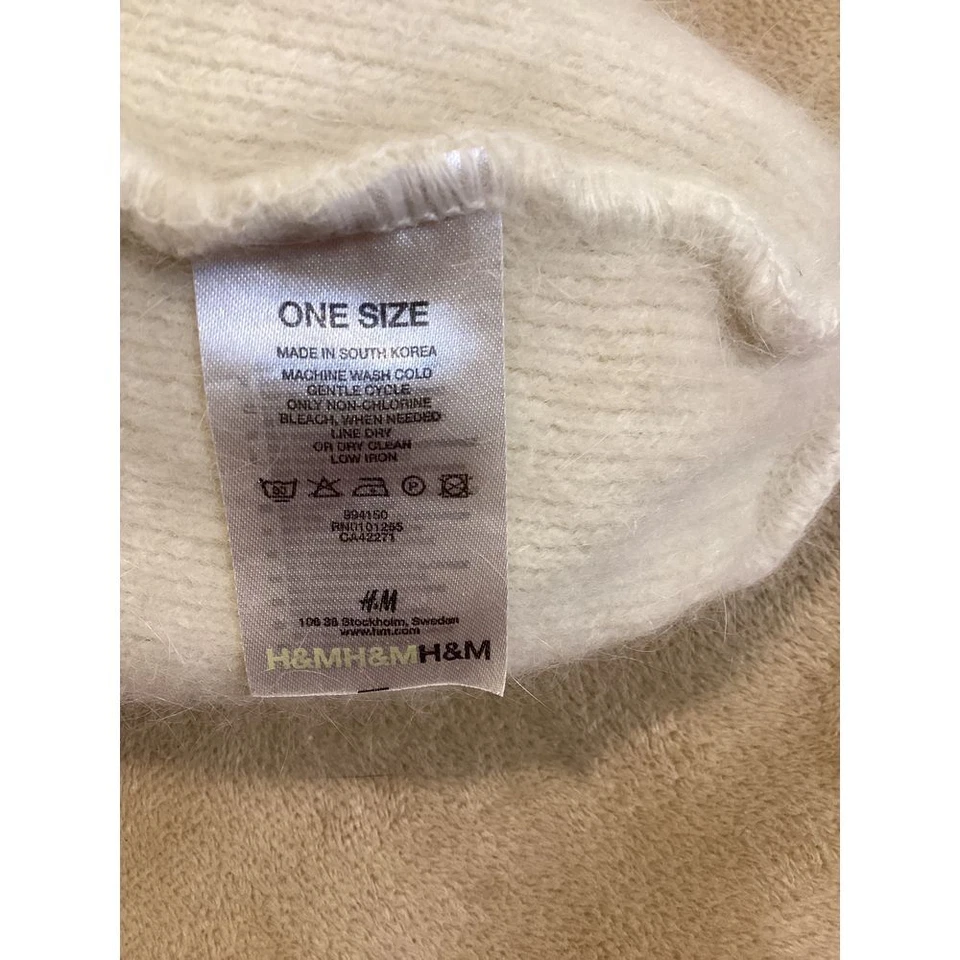 ONE SIZE
MADE IN SOUTH KOREA
MACHINE WASH COLD
GENTLE CYCLE
ONLY NON-CHLORINE
BLEACH, WHEN NEEDED
LINE DRY
OR DRY CLEAN
LOW IRON
P
994150
RN0101255
CA42271
H&M
106 38 Stockholm, Sweden
www.hm.com
H&MH&MH&M